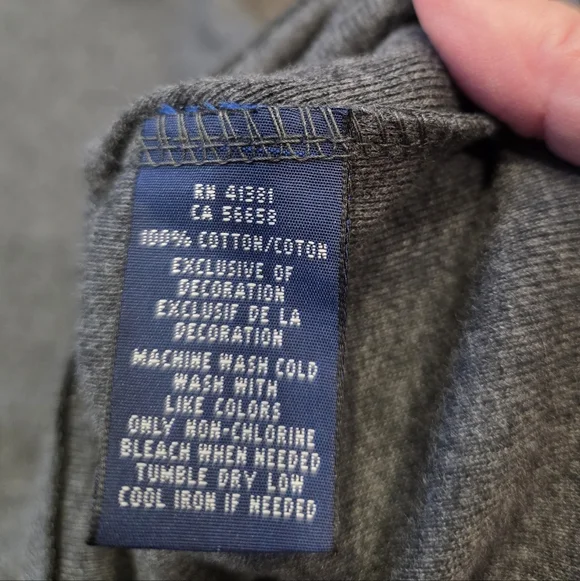 RN 41381
CA 56658
100% COTTON/COTON
EXCLUSIVE OF
DECORATION
EXCLUSIF DE LA
DECORATION
MACHINE WASH COLD
WASH WITH
LIKE COLORS
ONLY NON-CHLORINE
BLEACH WHEN NEEDED
TUMBLE DRY LOW
COOL IRON IF NEEDED